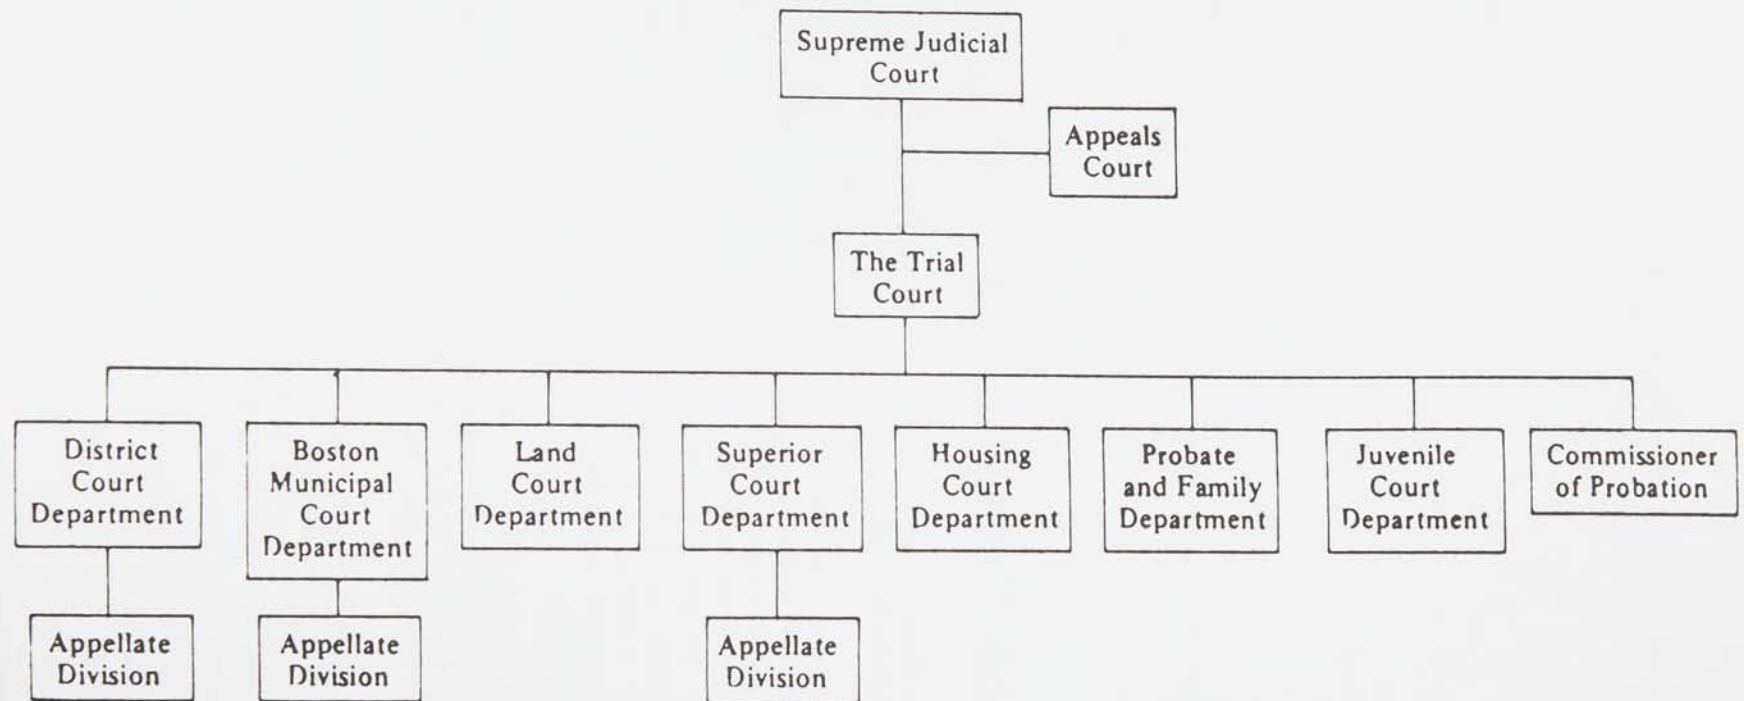 Supreme Judicial
Court
Appeals
Court
The Trial
Court
District
Court
Department
Boston
Municipal
Court
Department
Land
Court
Department
Superior
Court
Department
Housing
Court
Department
Probate
and Family
Department
Juvenile
Court
Department
Commissioner
of Probation
Appellate
Division
Appellate
Division
Appellate
Division